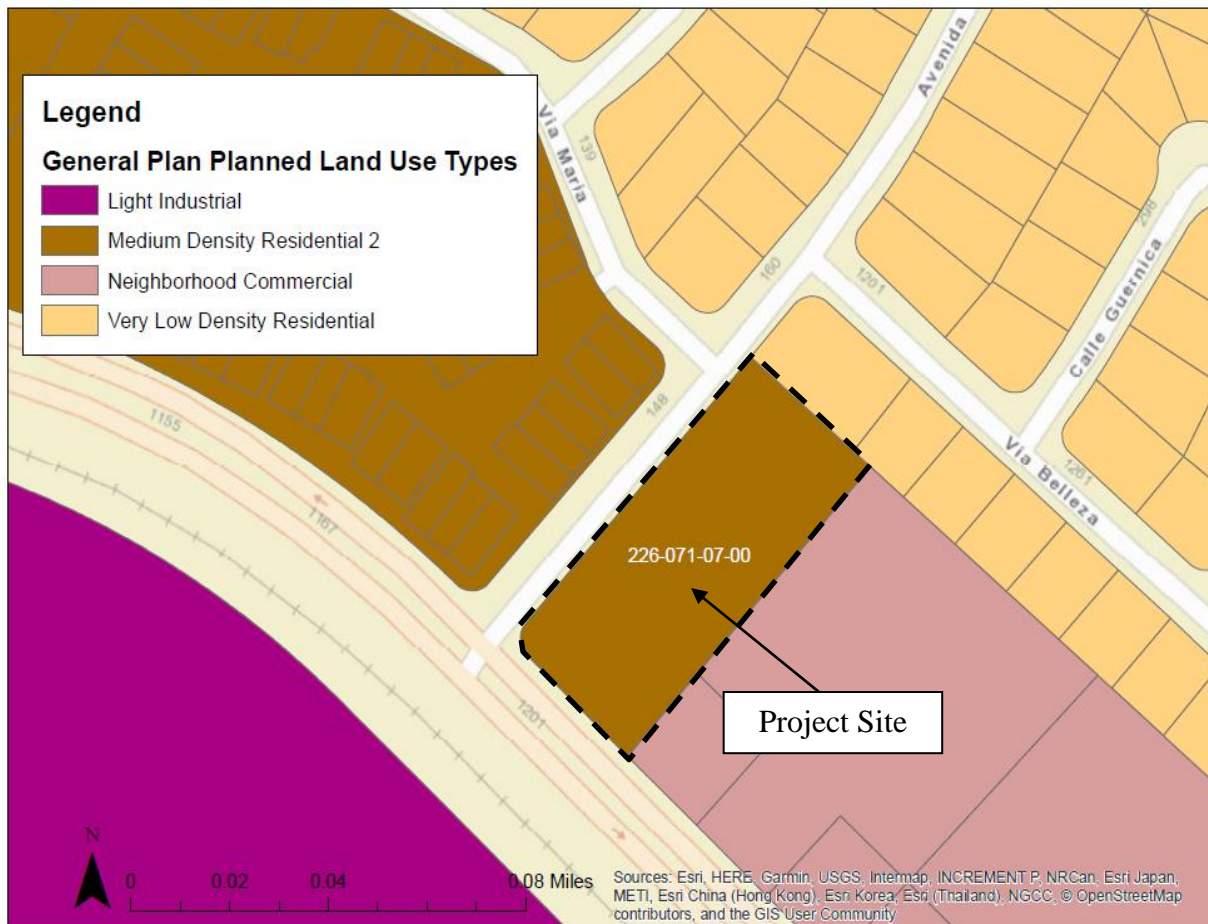 Legend
General Plan Planned Land Use Types
Light Industrial
Medium Density Residential 2
Neighborhood Commercial
Very Low Density Residential
Avenida
Via Maria
139
298
160
1201
Calle Guernica
148
1155
1167
Via Belleza
1261
226-071-07-00
1201
Project Site
N
0 0.02 0.04 0.08 Miles
Sources: Esri, HERE, Garmin, USGS, Intermap, INCREMENT P, NRCan, Esri Japan,
METI, Esri China (Hong Kong), Esri Korea, Esri (Thailand), NGCC, © OpenStreetMap
contributors, and the GIS User Community